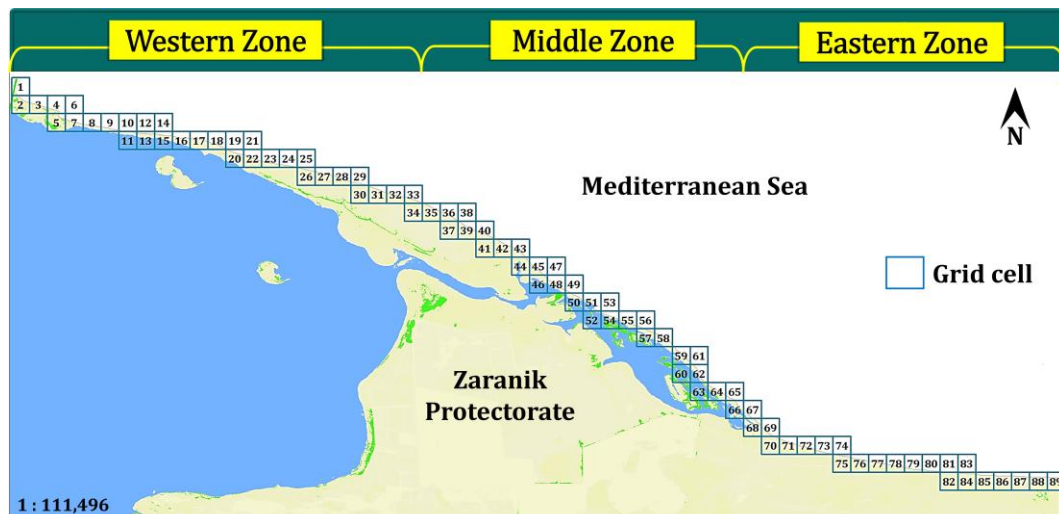 Western Zone Middle Zone Eastern Zone
1
2 3 4 6
5 7 8 9 10 12 14
N
11 13 15 16 17 18 19 21
20 22 23 24 25
26 27 28 29
Mediterranean Sea
30 31 32 33
34 35 36 38
37 39 40
41 42 43
44 45 47
Grid cell
46 48 49
50 51 53
52 54 55 56
57 58
59 61
Zaranik
60 62
Protectorate
63 64 65
66 67
68 69
70 71 72 73 74
75 76 77 78 79 80 81 83
82 84 85 86 87 88 89
1 : 111,496